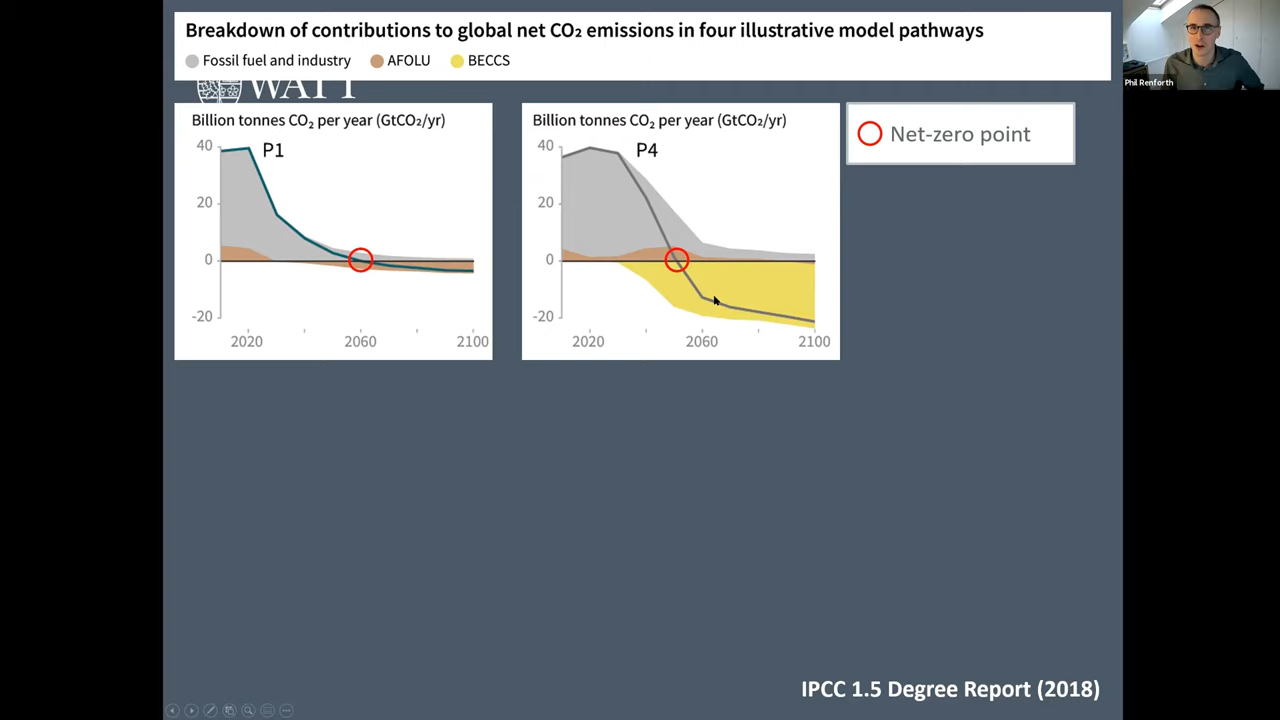 Breakdown of contributions to global net CO₂ emissions in four illustrative model pathways
Fossil fuel and industry AFOLU BECCS
Phil Renforth
WATT
Billion tonnes CO₂ per year (GtCO₂/yr)
P1
40
20
0
-20
2020 2060 2100
Billion tonnes CO₂ per year (GtCO₂/yr)
P4
40
20
0
-20
2020 2060 2100
Net-zero point
IPCC 1.5 Degree Report (2018)